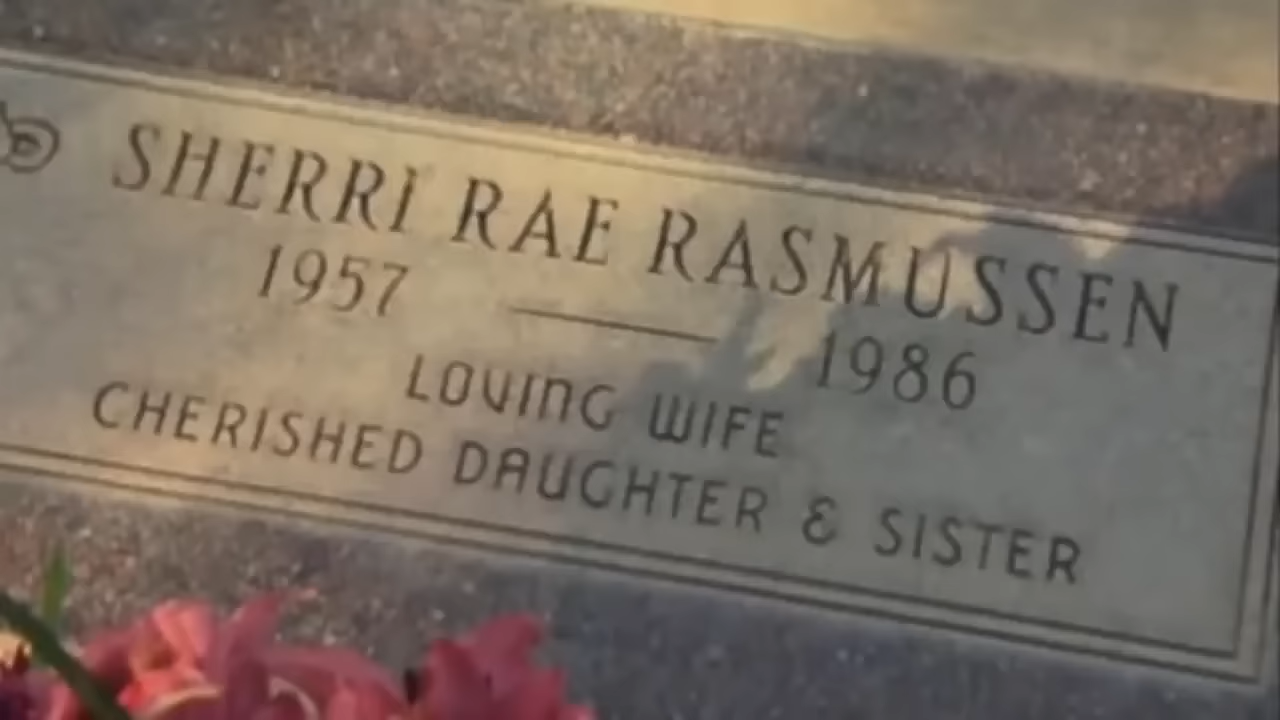 SHERRI RAE RASMUSSEN
1957 — 1986
LOVING WIFE
CHERISHED DAUGHTER & SISTER